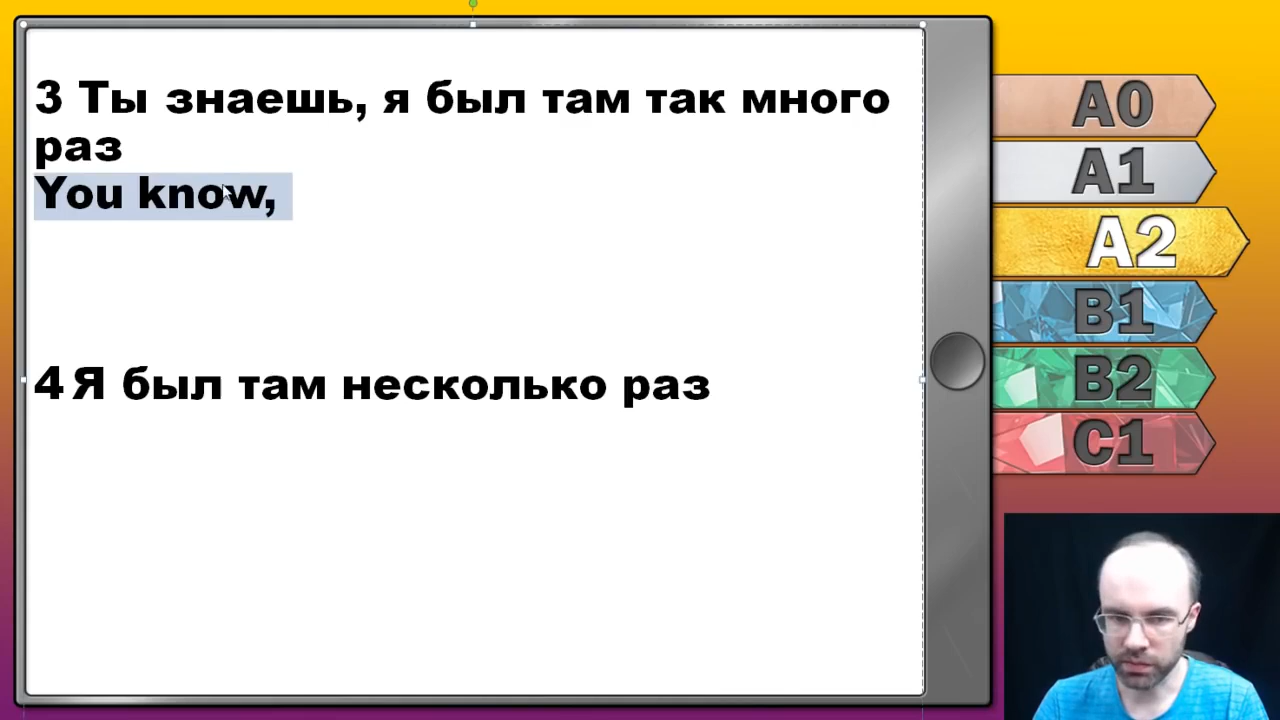 3 Ты знаешь, я был там так много
раз
You know,
4 Я был там несколько раз
A0
A1
A2
B1
B2
C1